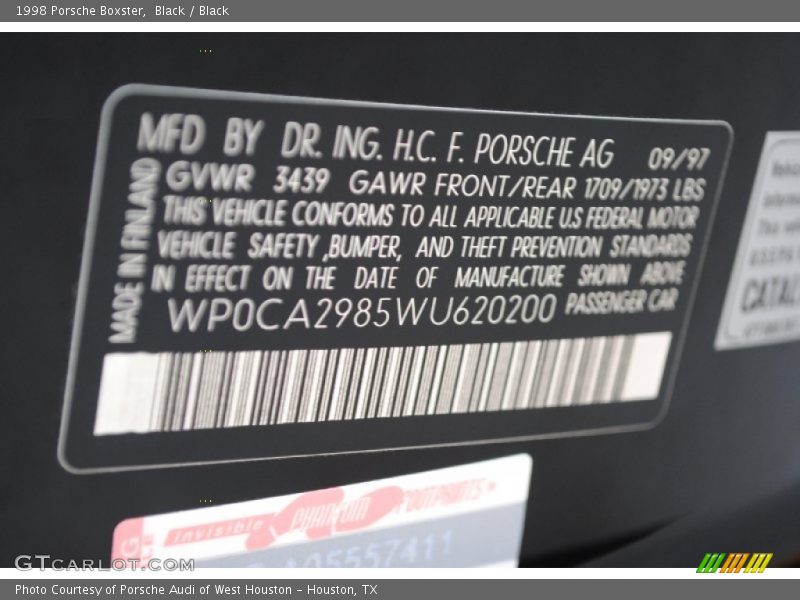 1998 Porsche Boxster, Black / Black
MFD BY DR. ING. H.C. F. PORSCHE AG 09/97
GVWR 3439 GAWR FRONT/REAR 1709/1973 LBS
THIS VEHICLE CONFORMS TO ALL APPLICABLE U.S FEDERAL MOTOR
VEHICLE SAFETY ,BUMPER, AND THEFT PREVENTION STANDARDS
IN EFFECT ON THE DATE OF MANUFACTURE SHOWN ABOVE
WP0CA2985WU620200 PASSENGER CAR
MADE IN FINLAND
CATAL
invisible PHANTOM FOOTPRINTS
GTCARLOT.COM
Photo Courtesy of Porsche Audi of West Houston - Houston, TX